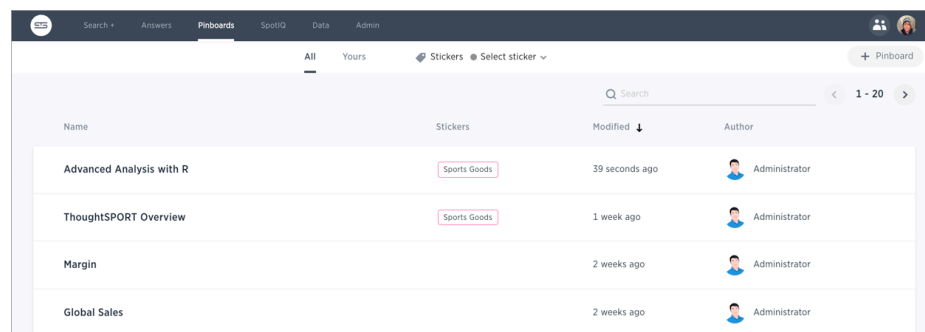 Search + Answers Pinboards SpotIQ Data Admin
All Yours Stickers Select sticker
+ Pinboard
Search
1 - 20
Name Stickers Modified Author
Advanced Analysis with R Sports Goods 39 seconds ago Administrator
ThoughtSPORT Overview Sports Goods 1 week ago Administrator
Margin 2 weeks ago Administrator
Global Sales 2 weeks ago Administrator